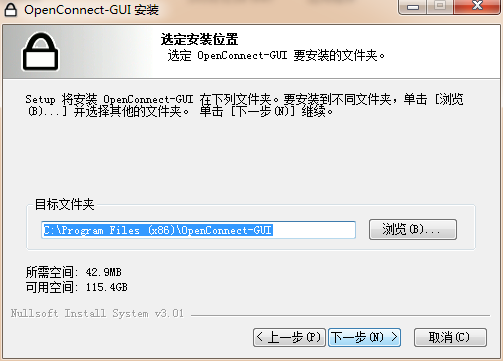 OpenConnect-GUI 安装
选定安装位置
选定 OpenConnect-GUI 要安装的文件夹。
Setup 将安装 OpenConnect-GUI 在下列文件夹。要安装到不同文件夹，单击 [浏览
(B)...] 并选择其他的文件夹。 单击 [下一步(N)] 继续。
目标文件夹
C:\Program Files (x86)\OpenConnect-GUI
浏览(B)...
所需空间: 42.9MB
可用空间: 115.4GB
Nullsoft Install System v3.01
< 上一步(P) 下一步(N) > 取消(C)